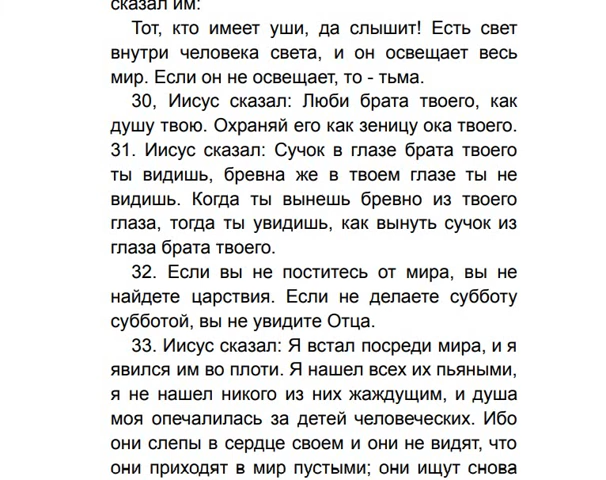 сказал им:
Тот, кто имеет уши, да слышит! Есть свет
внутри человека света, и он освещает весь
мир. Если он не освещает, то - тьма.
30, Иисус сказал: Люби брата твоего, как
душу твою. Охраняй его как зеницу ока твоего.
31. Иисус сказал: Сучок в глазе брата твоего
ты видишь, бревна же в твоем глазе ты не
видишь. Когда ты вынешь бревно из твоего
глаза, тогда ты увидишь, как вынуть сучок из
глаза брата твоего.
32. Если вы не поститесь от мира, вы не
найдете царствия. Если не делаете субботу
субботой, вы не увидите Отца.
33. Иисус сказал: Я встал посреди мира, и я
явился им во плоти. Я нашел всех их пьяными,
я не нашел никого из них жаждущим, и душа
моя опечалилась за детей человеческих. Ибо
они слепы в сердце своем и они не видят, что
они приходят в мир пустыми; они ищут снова